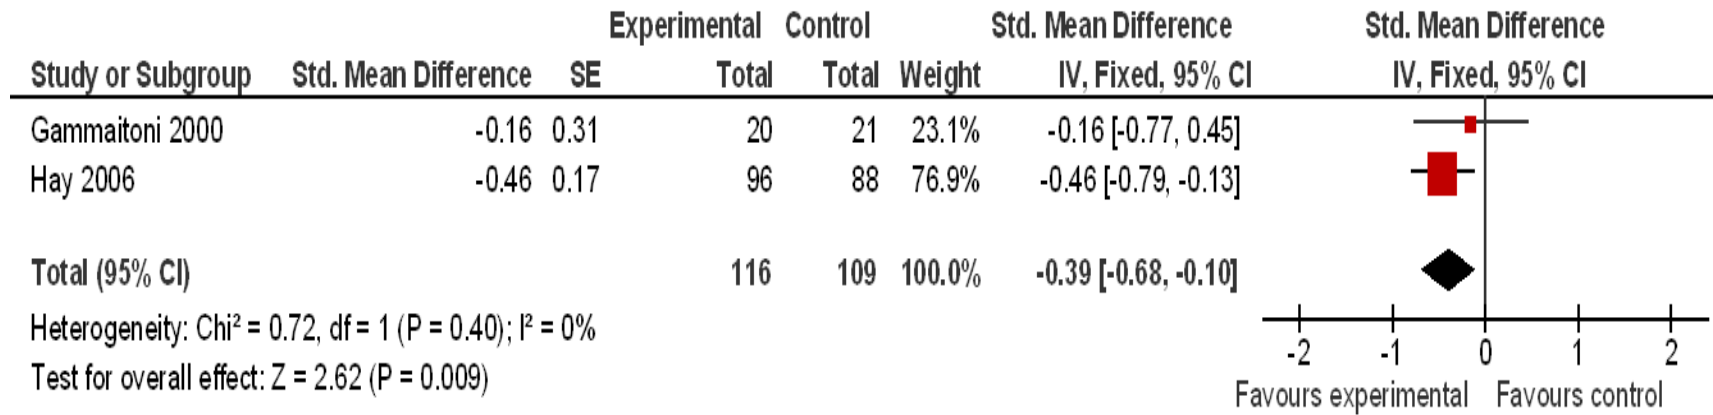 Experimental Control Std. Mean Difference Std. Mean Difference
Study or Subgroup Std. Mean Difference SE Total Total Weight IV, Fixed, 95% CI IV, Fixed, 95% CI
Gammaitoni 2000 -0.16 0.31 20 21 23.1% -0.16 [-0.77, 0.45]
Hay 2006 -0.46 0.17 96 88 76.9% -0.46 [-0.79, -0.13]
Total (95% CI) 116 109 100.0% -0.39 [-0.68, -0.10]
Heterogeneity: Chi² = 0.72, df = 1 (P = 0.40); I² = 0%
Test for overall effect: Z = 2.62 (P = 0.009)
-2 -1 0 1 2
Favours experimental Favours control